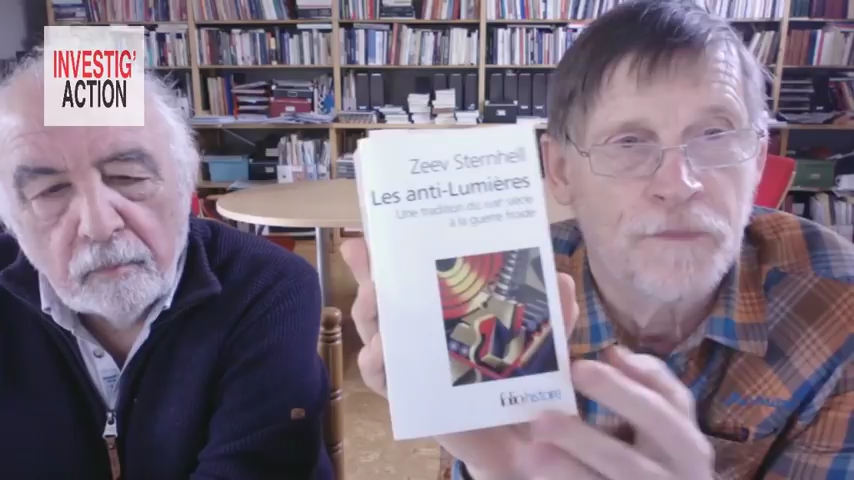 INVESTIG'
ACTION
Zeev Sternhell
Les anti-Lumières
Une tradition du XVIIIᵉ siècle
à la guerre froide
folio histoire